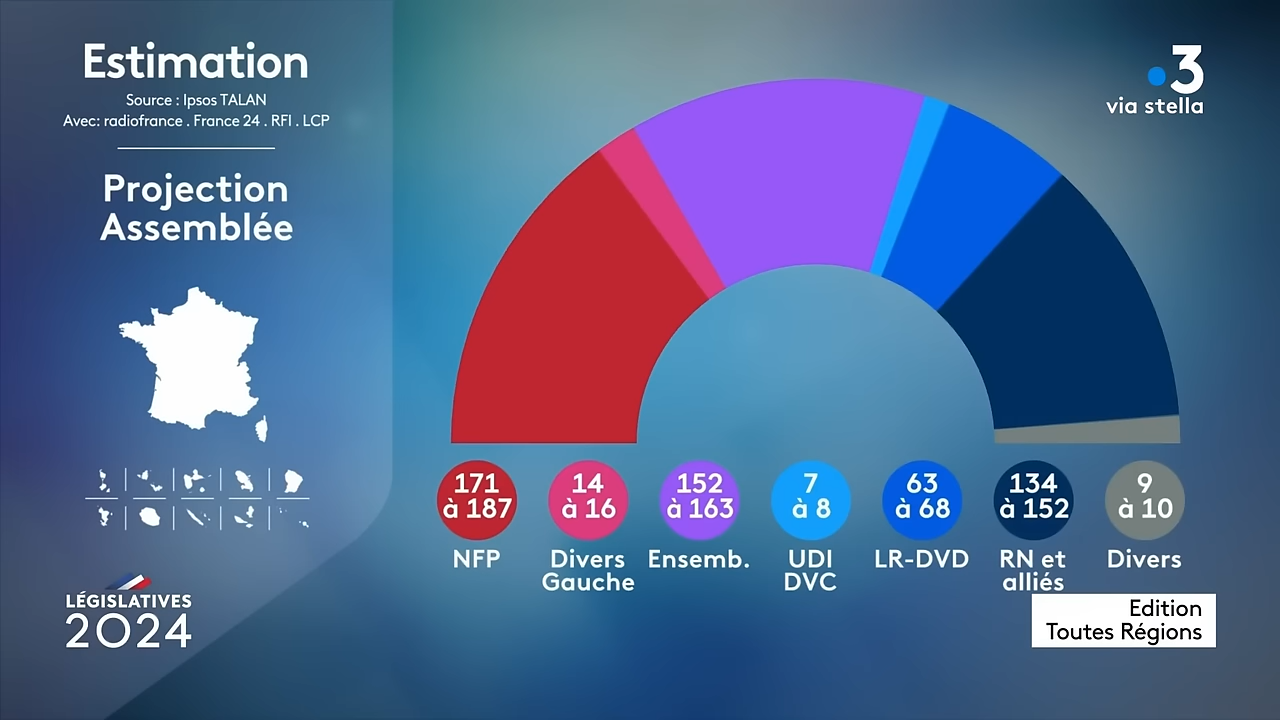 Estimation
Source : Ipsos TALAN
Avec: radiofrance . France 24 . RFI . LCP
Projection
Assemblée
LÉGISLATIVES
2024
3
via stella
171
à 187
NFP
14
à 16
Divers
Gauche
152
à 163
Ensemb.
7
à 8
UDI
DVC
63
à 68
LR-DVD
134
à 152
RN et
alliés
9
à 10
Divers
Edition
Toutes Régions